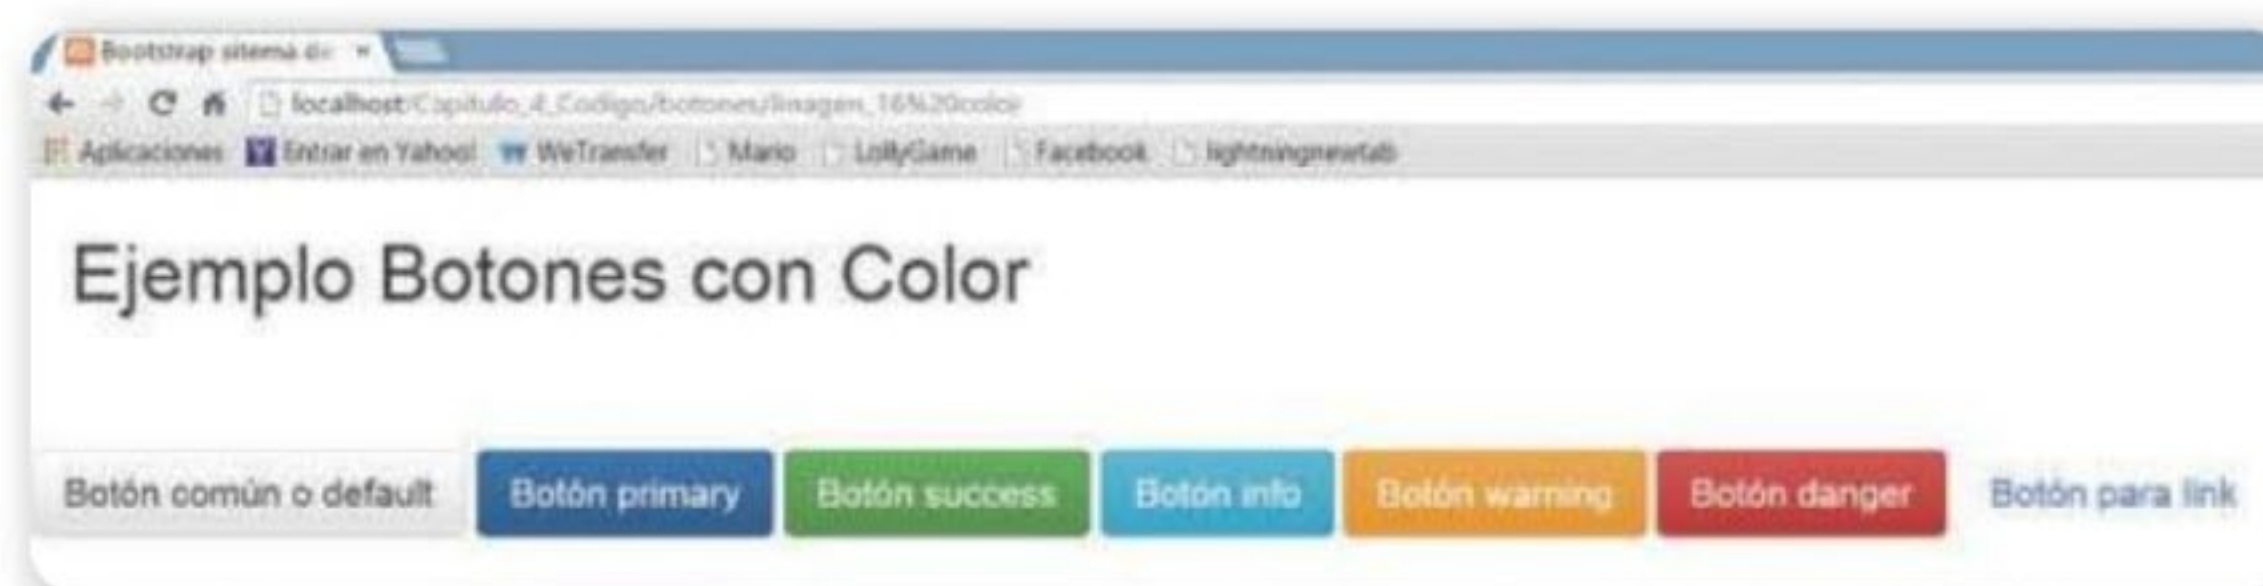 Bootstrap sitema de
localhost/Capitulo_4_Codigo/botones/Imagen_16%20color
Aplicaciones Entrar en Yahoo! WeTransfer Mario LollyGame Facebook lightningnewtab
Ejemplo Botones con Color
Botón común o default Botón primary Botón success Botón info Botón warning Botón danger Botón para link